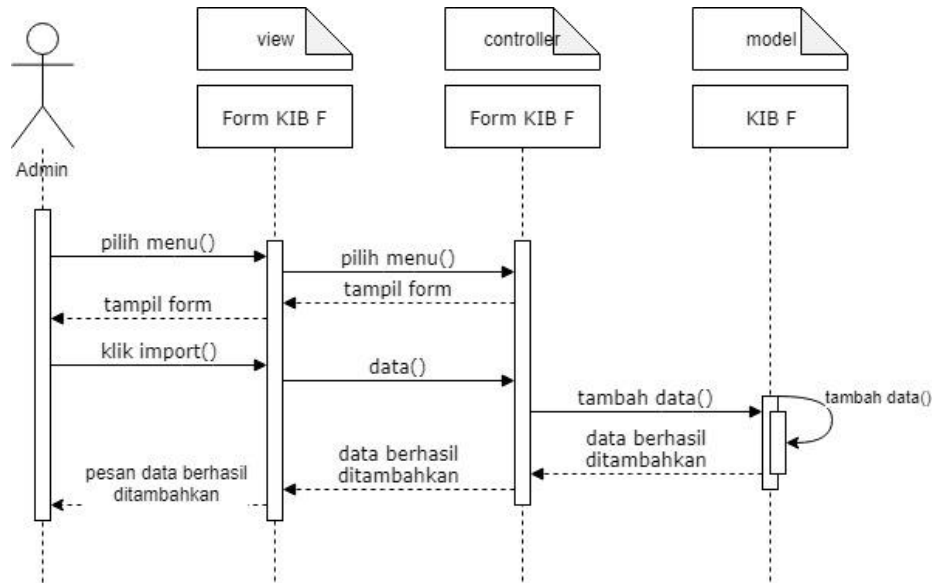 view
controller
model
Form KIB F
Form KIB F
KIB F
Admin
pilih menu()
pilih menu()
tampil form
tampil form
klik import()
data()
tambah data()
tambah data()
data berhasil
ditambahkan
data berhasil
ditambahkan
pesan data berhasil
ditambahkan